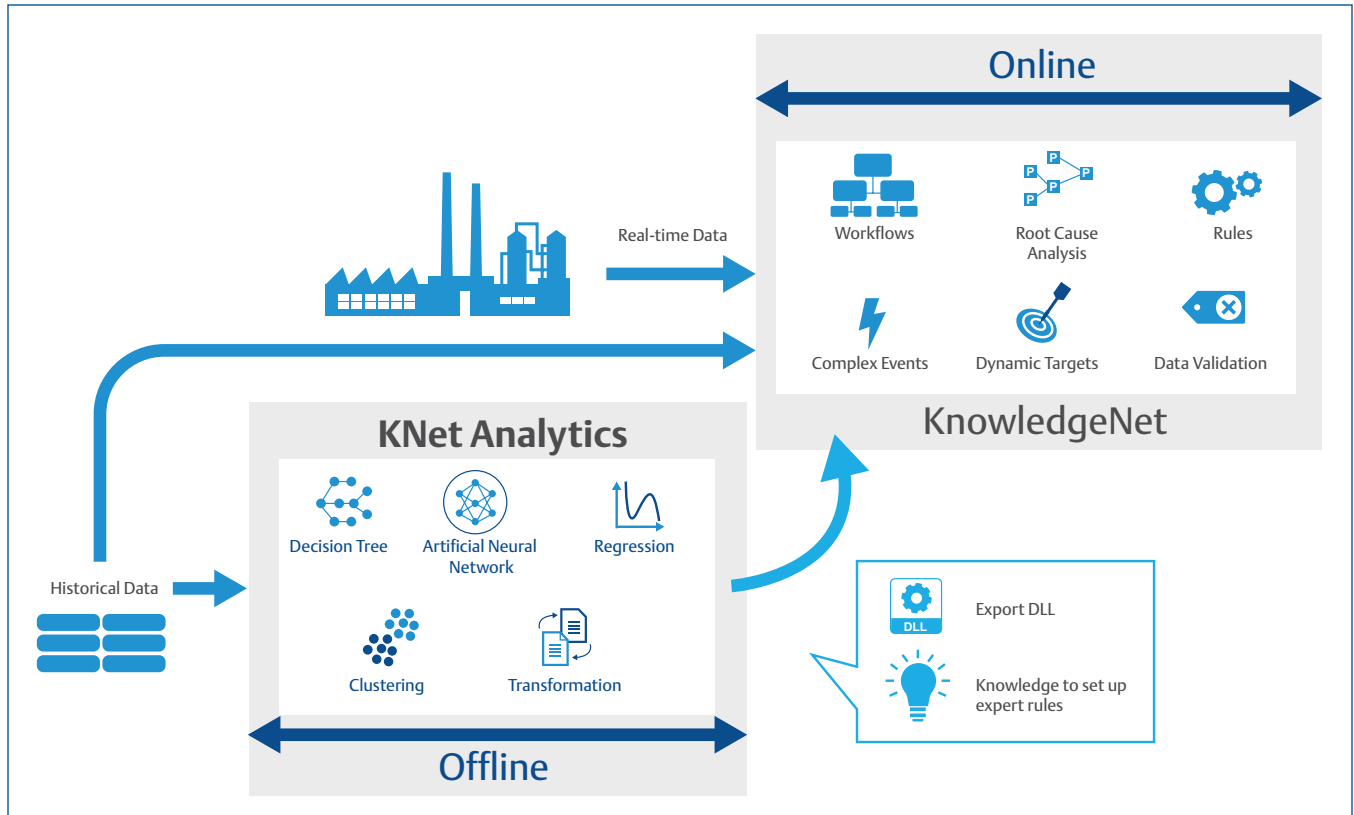 Online
P
P
P
P
P
Workflows
Root Cause
Analysis
Rules
Real-time Data
Complex Events
Dynamic Targets
Data Validation
KnowledgeNet
KNet Analytics
Decision Tree
Artificial Neural
Network
Regression
Historical Data
Clustering
Transformation
Offline
DLL
Export DLL
Knowledge to set up
expert rules